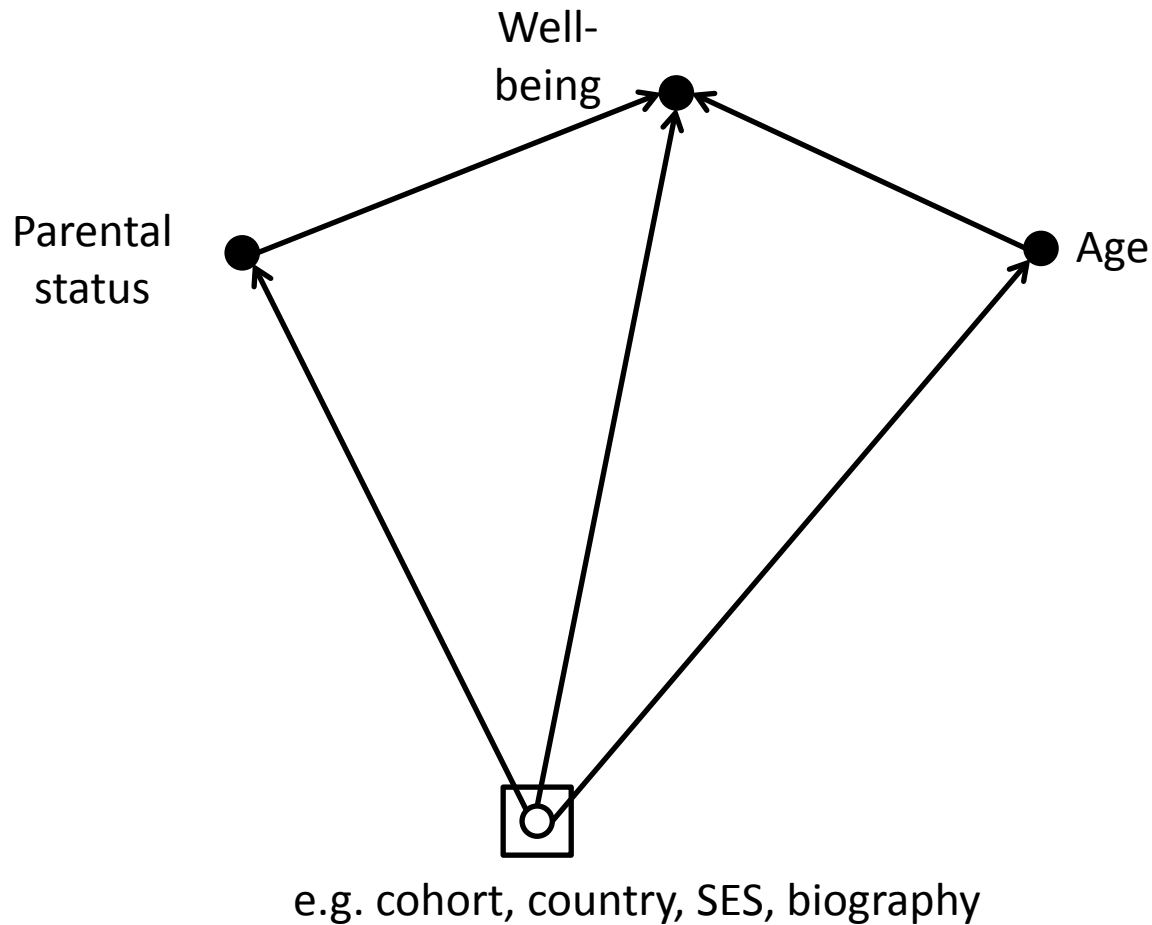 Well-
being
Parental
status
Age
e.g. cohort, country, SES, biography